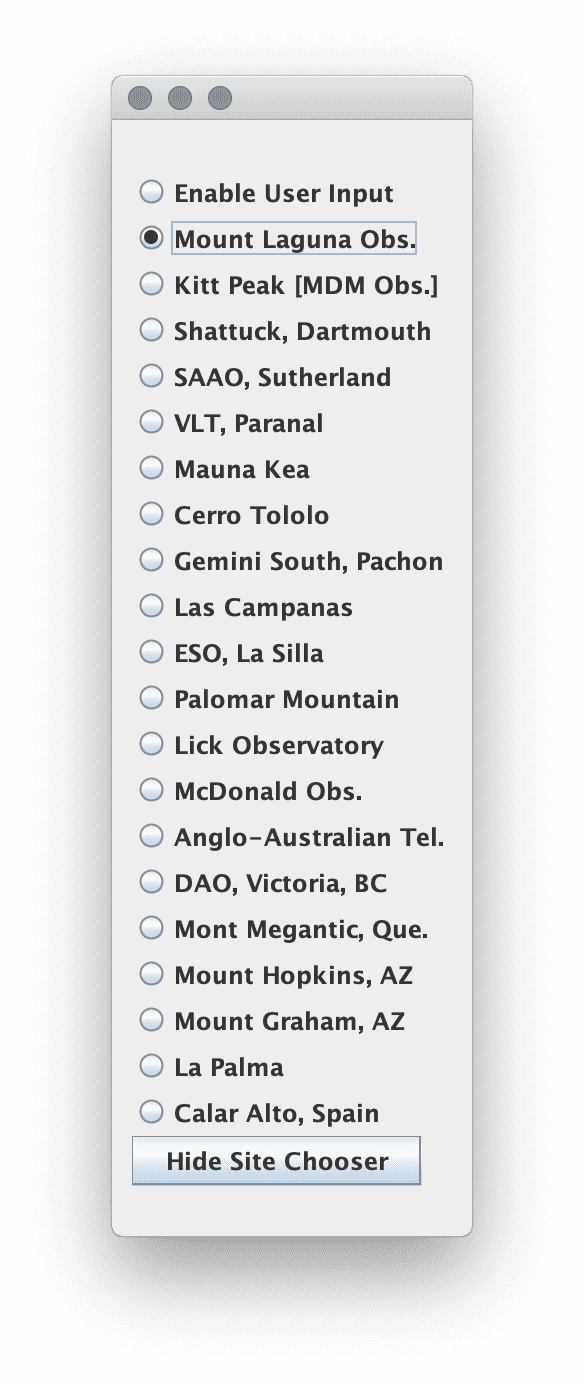 Enable User Input
Mount Laguna Obs.
Kitt Peak [MDM Obs.]
Shattuck, Dartmouth
SAAO, Sutherland
VLT, Paranal
Mauna Kea
Cerro Tololo
Gemini South, Pachon
Las Campanas
ESO, La Silla
Palomar Mountain
Lick Observatory
McDonald Obs.
Anglo-Australian Tel.
DAO, Victoria, BC
Mont Megantic, Que.
Mount Hopkins, AZ
Mount Graham, AZ
La Palma
Calar Alto, Spain
Hide Site Chooser